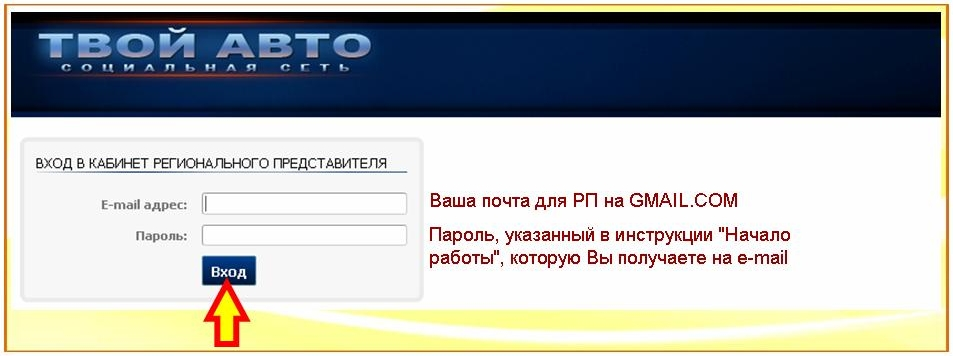 ТВОЙ АВТО
СОЦИАЛЬНАЯ СЕТЬ
ВХОД В КАБИНЕТ РЕГИОНАЛЬНОГО ПРЕДСТАВИТЕЛЯ
E-mail адрес:
Ваша почта для РП на GMAIL.COM
Пароль:
Пароль, указанный в инструкции "Начало
работы", которую Вы получаете на e-mail
Вход